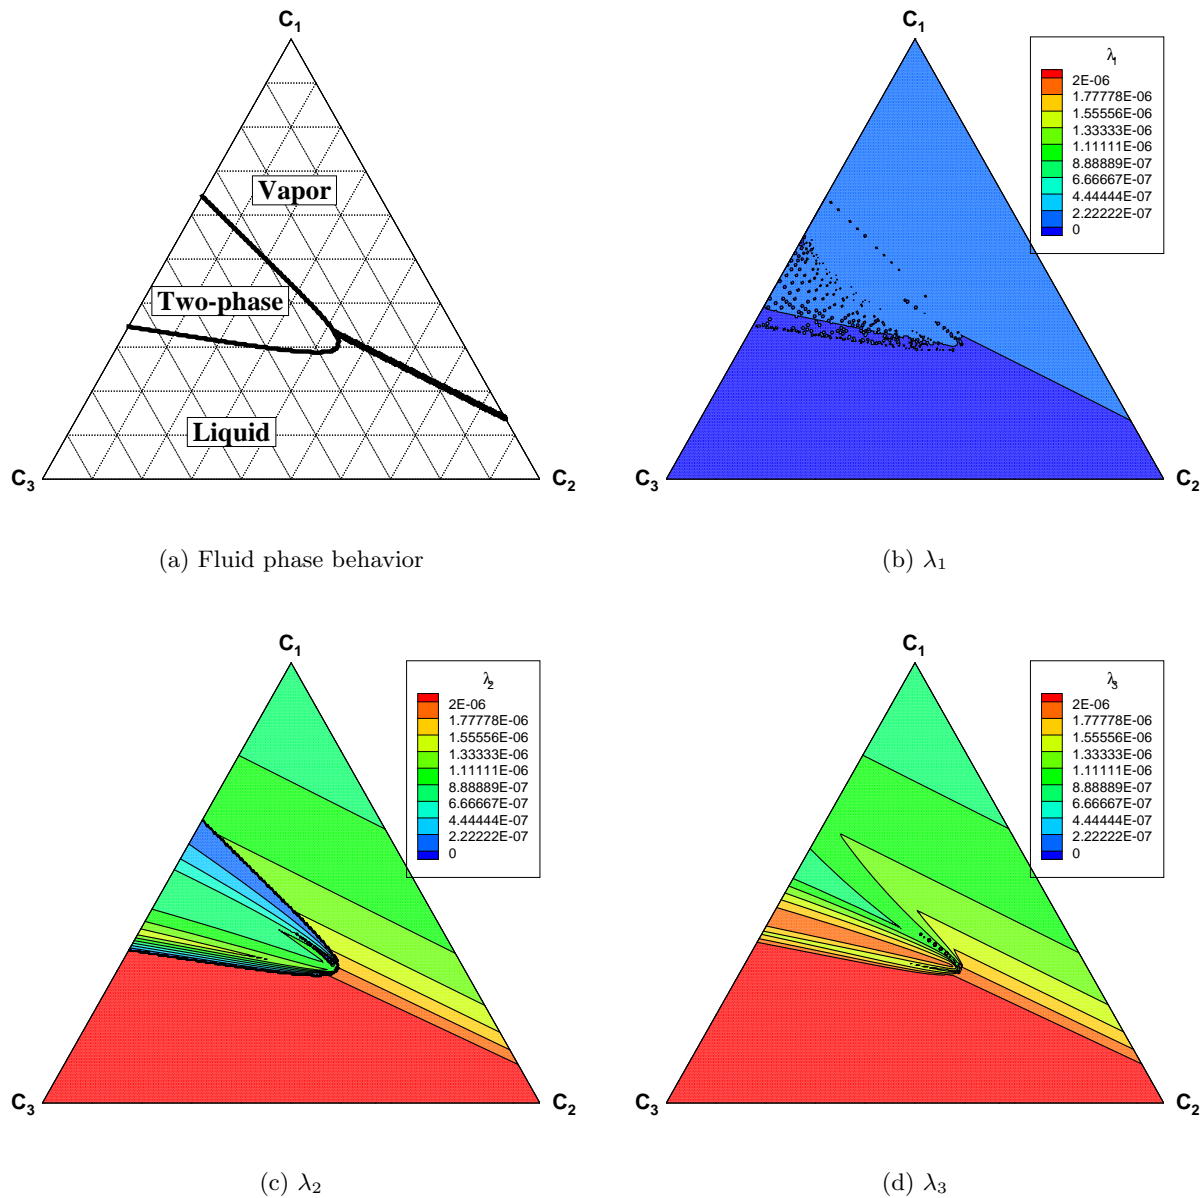 C1
Vapor
Two-phase
Liquid
C3
C2
(a) Fluid phase behavior
C1
λ1
2E-06
1.77778E-06
1.55556E-06
1.33333E-06
1.11111E-06
8.88889E-07
6.66667E-07
4.44444E-07
2.22222E-07
0
C3
C2
(b) λ1
C1
λ2
2E-06
1.77778E-06
1.55556E-06
1.33333E-06
1.11111E-06
8.88889E-07
6.66667E-07
4.44444E-07
2.22222E-07
0
C3
C2
(c) λ2
C1
λ3
2E-06
1.77778E-06
1.55556E-06
1.33333E-06
1.11111E-06
8.88889E-07
6.66667E-07
4.44444E-07
2.22222E-07
0
C3
C2
(d) λ3